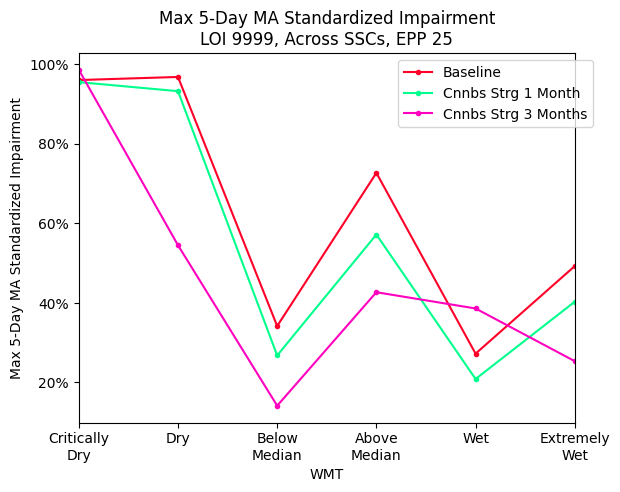 Max 5-Day MA Standardized Impairment
LOI 9999, Across SSCs, EPP 25
Baseline
Cnnbs Strg 1 Month
Cnnbs Strg 3 Months
Max 5-Day MA Standardized Impairment
100%
80%
60%
40%
20%
Critically
Dry
Dry
Below
Median
Above
Median
Wet
Extremely
Wet
WMT